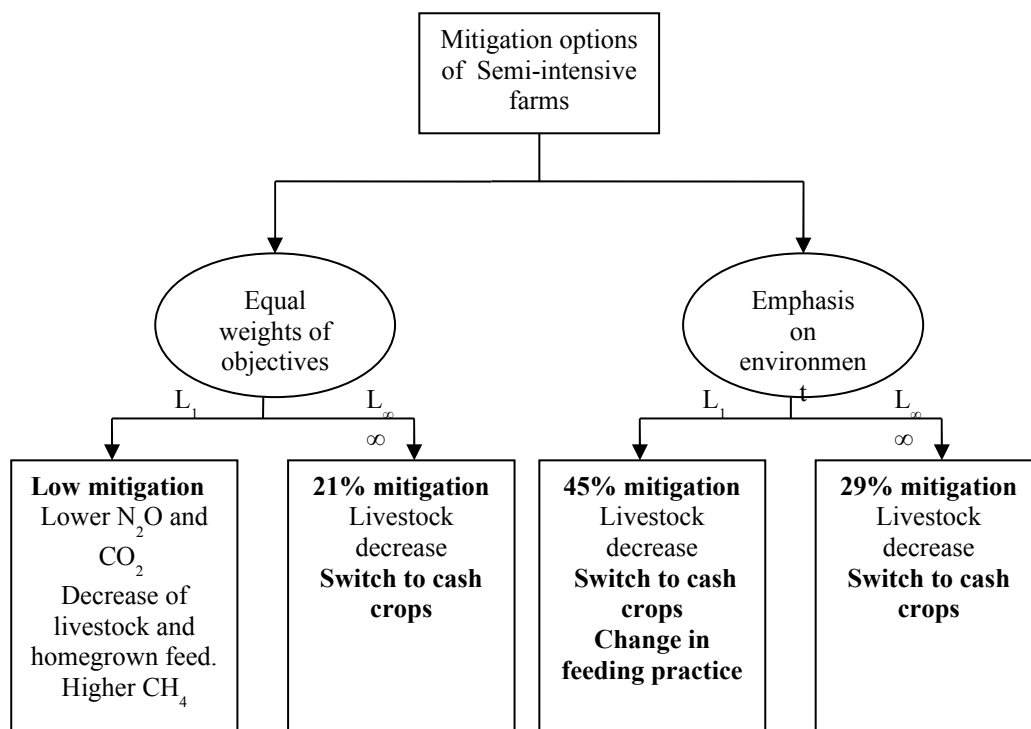 Mitigation options
of Semi-intensive
farms
Equal
weights of
objectives
Emphasis
on
environmen
t
L₁
L∞
∞
L₁
L∞
∞
Low mitigation
Lower N₂O and
CO₂
Decrease of
livestock and
homegrown feed.
Higher CH₄
21% mitigation
Livestock
decrease
Switch to cash
crops
45% mitigation
Livestock
decrease
Switch to cash
crops
Change in
feeding practice
29% mitigation
Livestock
decrease
Switch to cash
crops